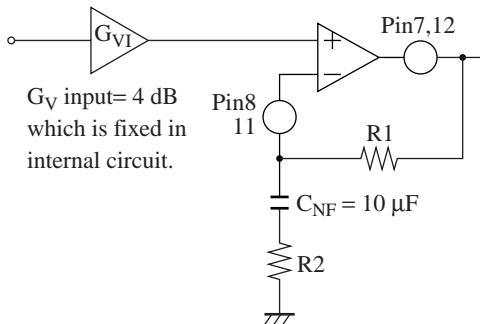 G_VI
+
−
Pin7,12
G_V input= 4 dB
which is fixed in
internal circuit.
Pin8
11
R1
C_NF = 10 μF
R2